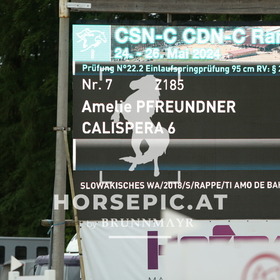 CSN-C CDN-C Ra
24. - 26. Mai 2024
Prüfung N°22.2 Einlaufspringprüfung 95 cm RV: §
Nr. 7 Z185
Amelie PFREUNDNER
CALISPERA 6
SLOWAKISCHES WA/2018/S/RAPPE/TI AMO DE BA
HORSEPIC.AT
by BRUNNMAYR